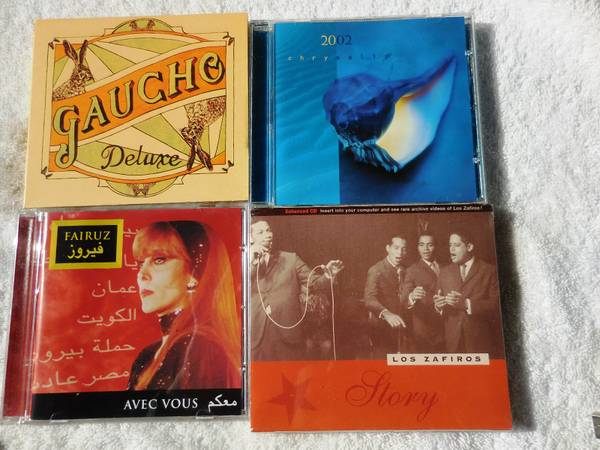 GAUCHO
Deluxe
2002
chrysalis
FAIRUZ
فيروز
عمان
الكويت
حملة بيروت
مصر عاد
AVEC VOUS معكم
Enhanced CD Insert into your computer and see rare archive videos of Los Zafiros!
LOS ZAFIROS
Story